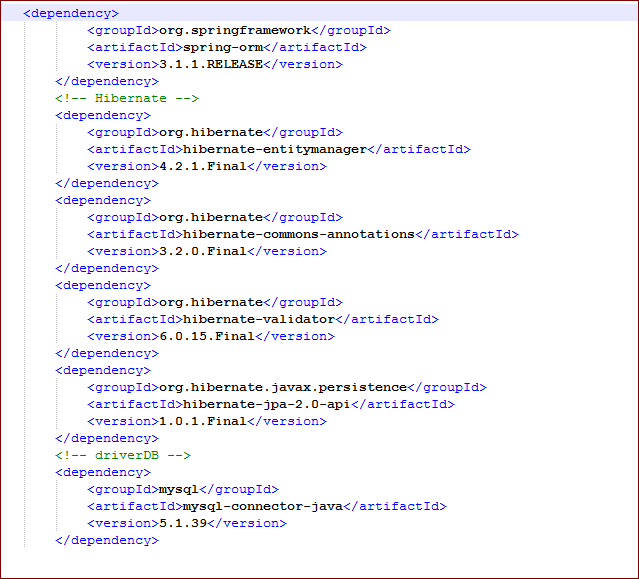 <dependency>
<groupId>org.springframework</groupId>
<artifactId>spring-orm</artifactId>
<version>3.1.1.RELEASE</version>
</dependency>
<!-- Hibernate -->
<dependency>
<groupId>org.hibernate</groupId>
<artifactId>hibernate-entitymanager</artifactId>
<version>4.2.1.Final</version>
</dependency>
<dependency>
<groupId>org.hibernate</groupId>
<artifactId>hibernate-commons-annotations</artifactId>
<version>3.2.0.Final</version>
</dependency>
<dependency>
<groupId>org.hibernate</groupId>
<artifactId>hibernate-validator</artifactId>
<version>6.0.15.Final</version>
</dependency>
<dependency>
<groupId>org.hibernate.javax.persistence</groupId>
<artifactId>hibernate-jpa-2.0-api</artifactId>
<version>1.0.1.Final</version>
</dependency>
<!-- driverDB -->
<dependency>
<groupId>mysql</groupId>
<artifactId>mysql-connector-java</artifactId>
<version>5.1.39</version>
</dependency>